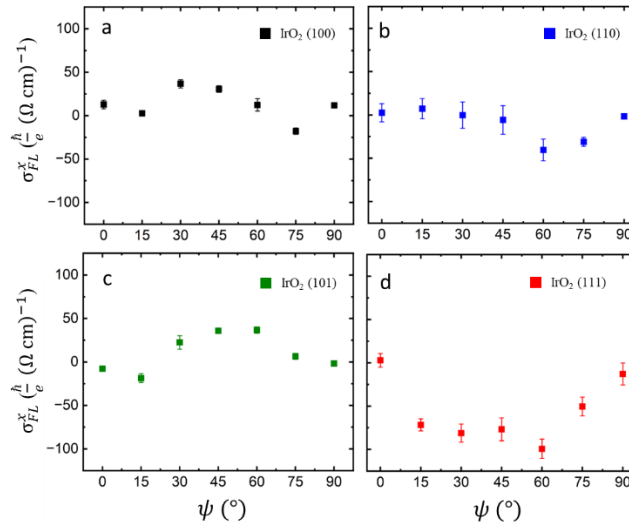 a
IrO₂ (100)
b
IrO₂ (110)
100
50
0
−50
−100
σ_FL^x (ħ/e (Ω cm)⁻¹)
0 15 30 45 60 75 90
0 15 30 45 60 75 90
c
IrO₂ (101)
d
IrO₂ (111)
100
50
0
−50
−100
σ_FL^x (ħ/e (Ω cm)⁻¹)
0 15 30 45 60 75 90
0 15 30 45 60 75 90
ψ (°)
ψ (°)